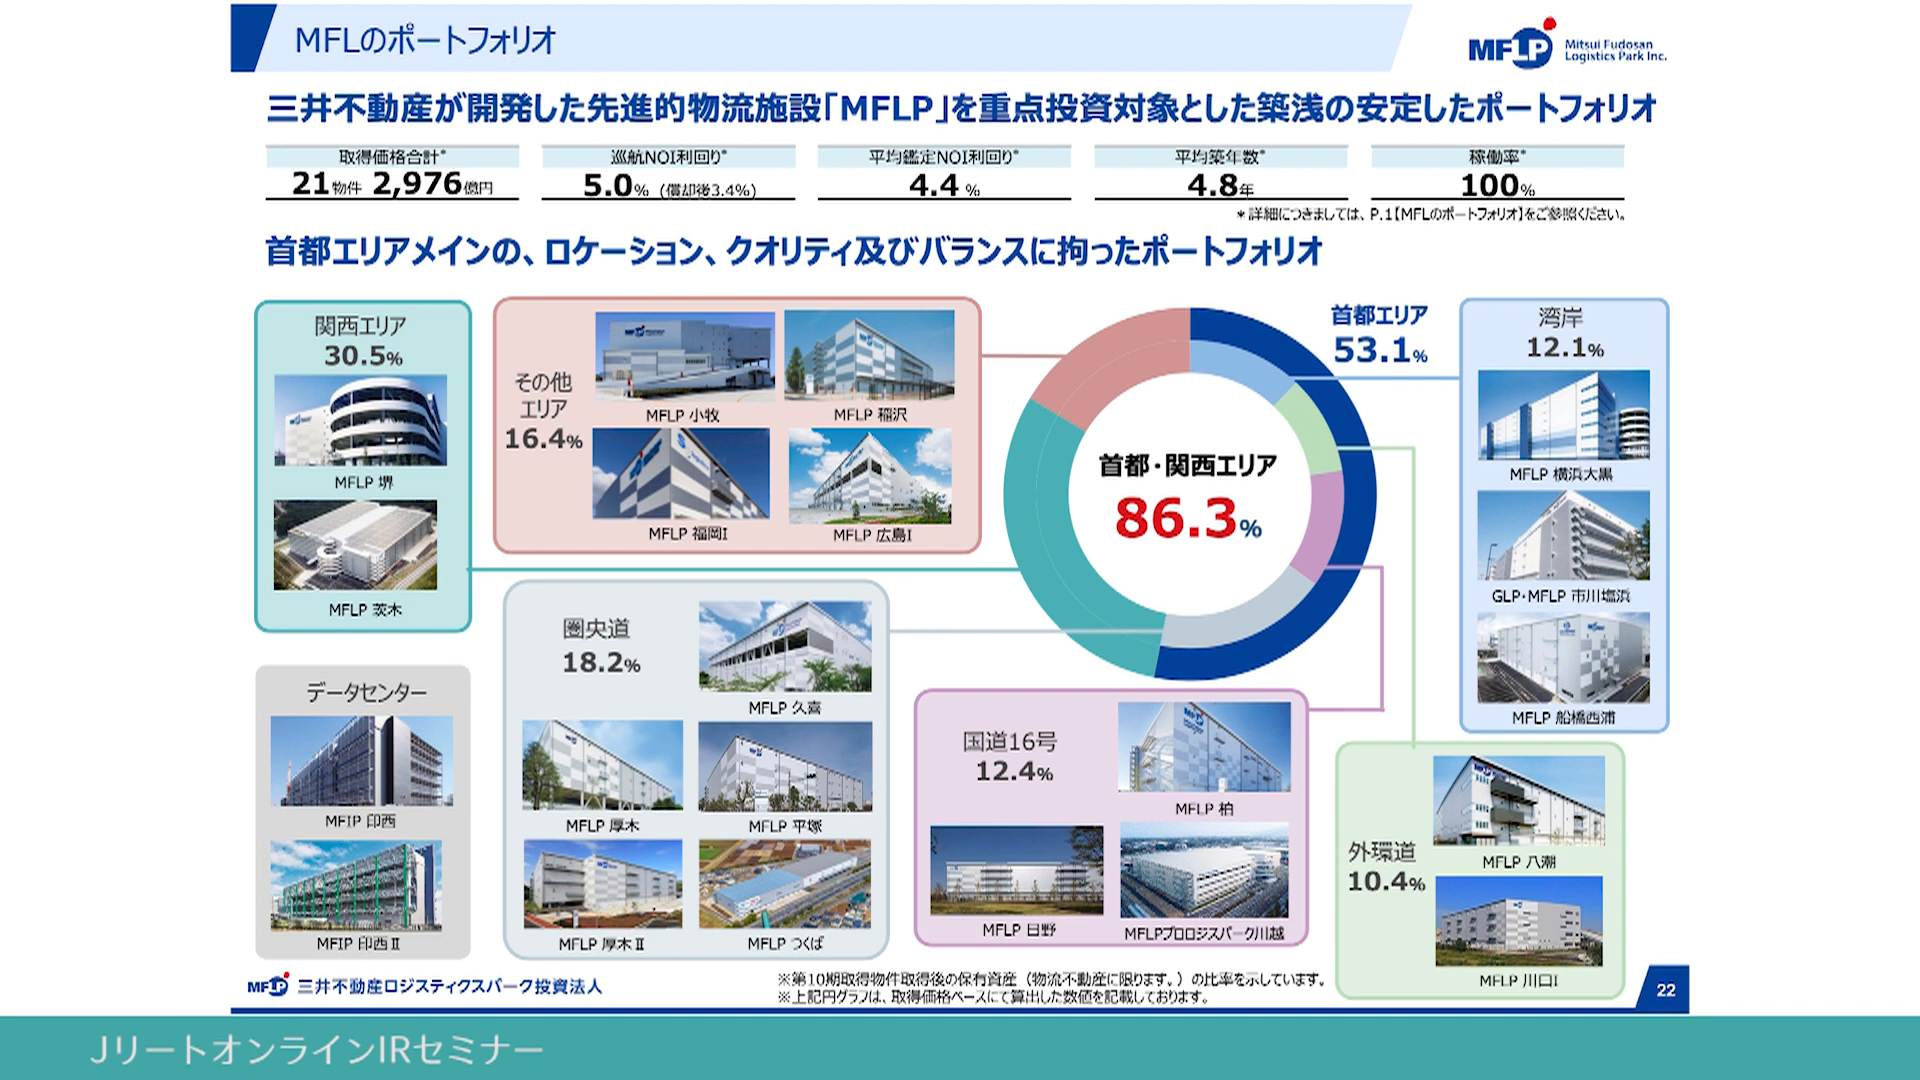 MFLのポートフォリオ
MFLP Mitsui Fudosan
Logistics Park Inc.
三井不動産が開発した先進的物流施設「MFLP」を重点投資対象とした築浅の安定したポートフォリオ
取得価格合計*
21物件 2,976億円
巡航NOI利回り*
5.0%（償却後3.4%）
平均鑑定NOI利回り*
4.4 %
平均築年数*
4.8年
稼働率*
100%
＊詳細につきましては、P.1【MFLのポートフォリオ】をご参照ください。
首都エリアメインの、ロケーション、クオリティ及びバランスに拘ったポートフォリオ
関西エリア
30.5%
MFLP 堺
MFLP 茨木
その他
エリア
16.4%
MFLP 小牧
MFLP 稲沢
MFLP 福岡I
MFLP 広島I
首都・関西エリア
86.3%
首都エリア
53.1%
湾岸
12.1%
MFLP 横浜大黒
GLP・MFLP 市川塩浜
MFLP 船橋西浦
データセンター
MFIP 印西
MFIP 印西Ⅱ
圏央道
18.2%
MFLP 久喜
MFLP 厚木
MFLP 平塚
MFLP 厚木Ⅱ
MFLP つくば
国道16号
12.4%
MFLP 柏
MFLP 日野
MFLPプロロジスパーク川越
外環道
10.4%
MFLP 八潮
MFLP 川口I
MFLP 三井不動産ロジスティクスパーク投資法人
※第10期取得物件取得後の保有資産（物流不動産に限ります。）の比率を示しています。
※上記円グラフは、取得価格ベースにて算出した数値を記載しております。
22
JリートオンラインIRセミナー